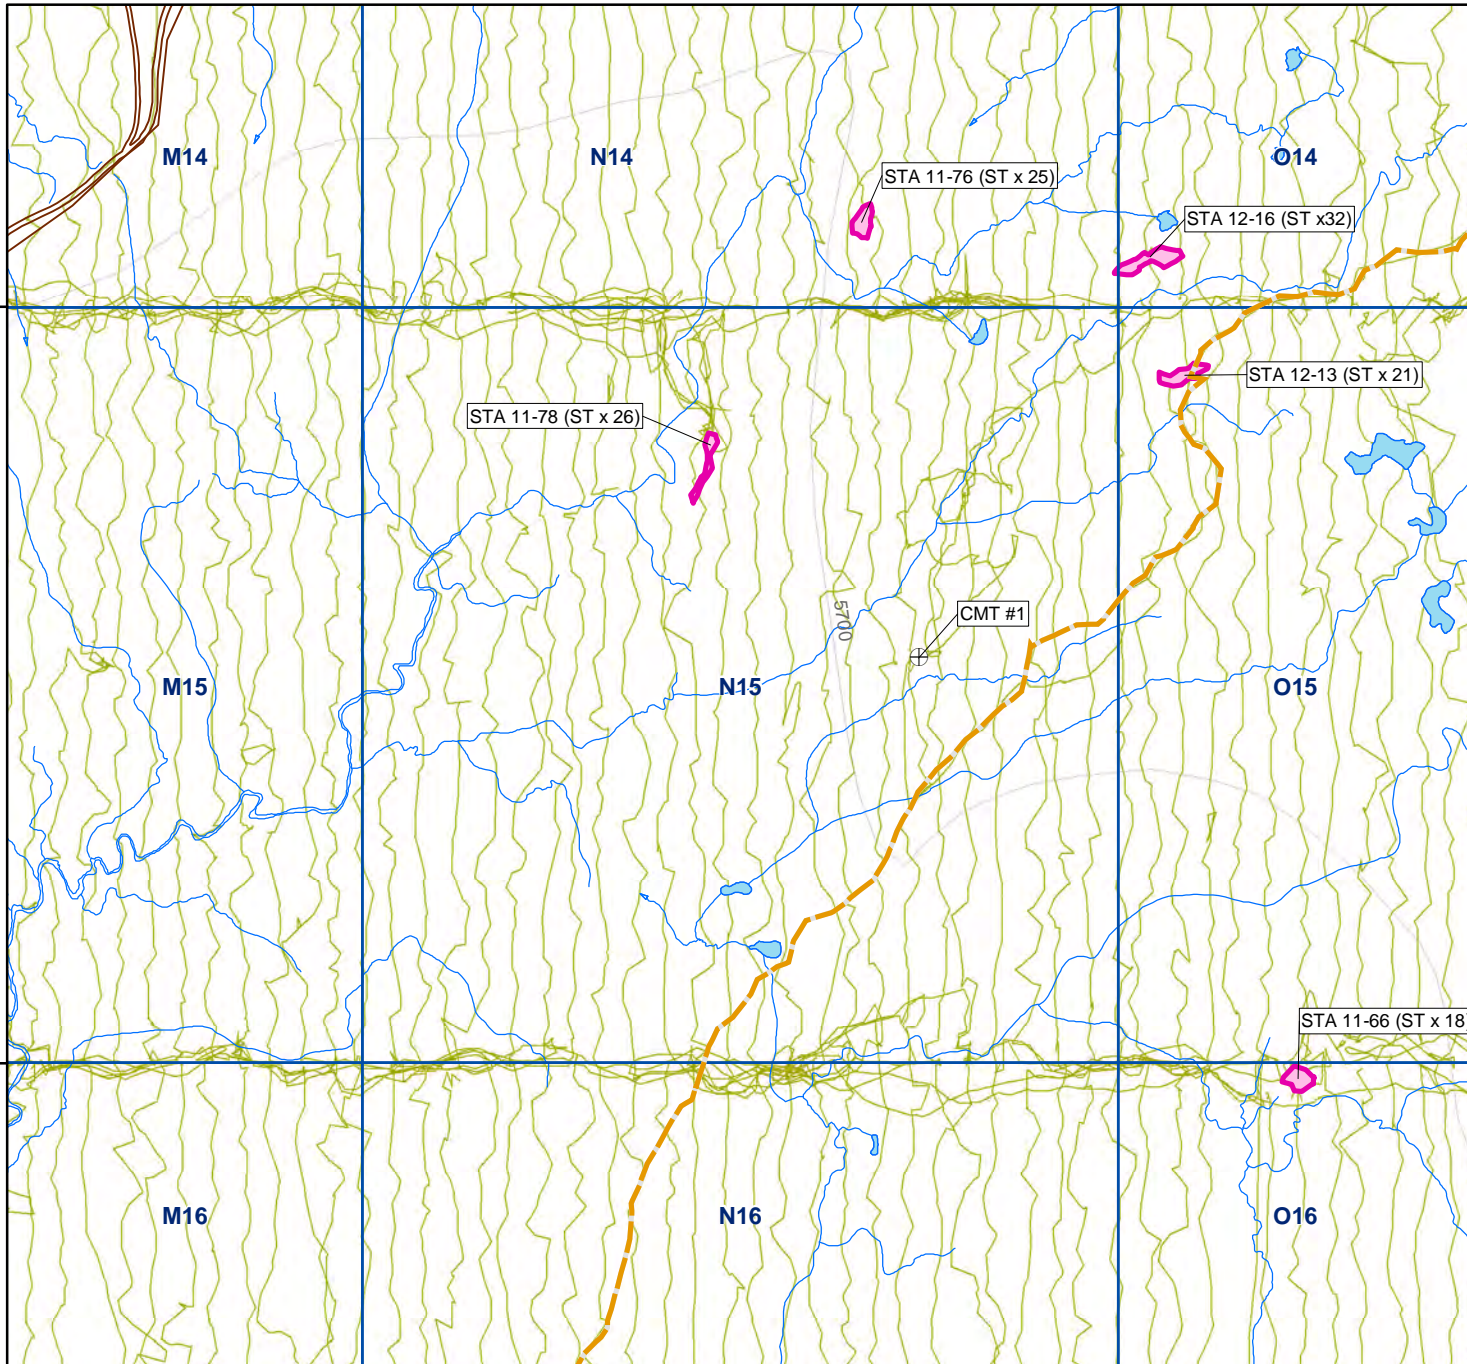 M14
N14
O14
STA 11-76 (ST x 25)
STA 12-16 (ST x32)
STA 12-13 (ST x 21)
STA 11-78 (ST x 26)
5700
CMT #1
M15
N15
O15
STA 11-66 (ST x 18
M16
N16
O16